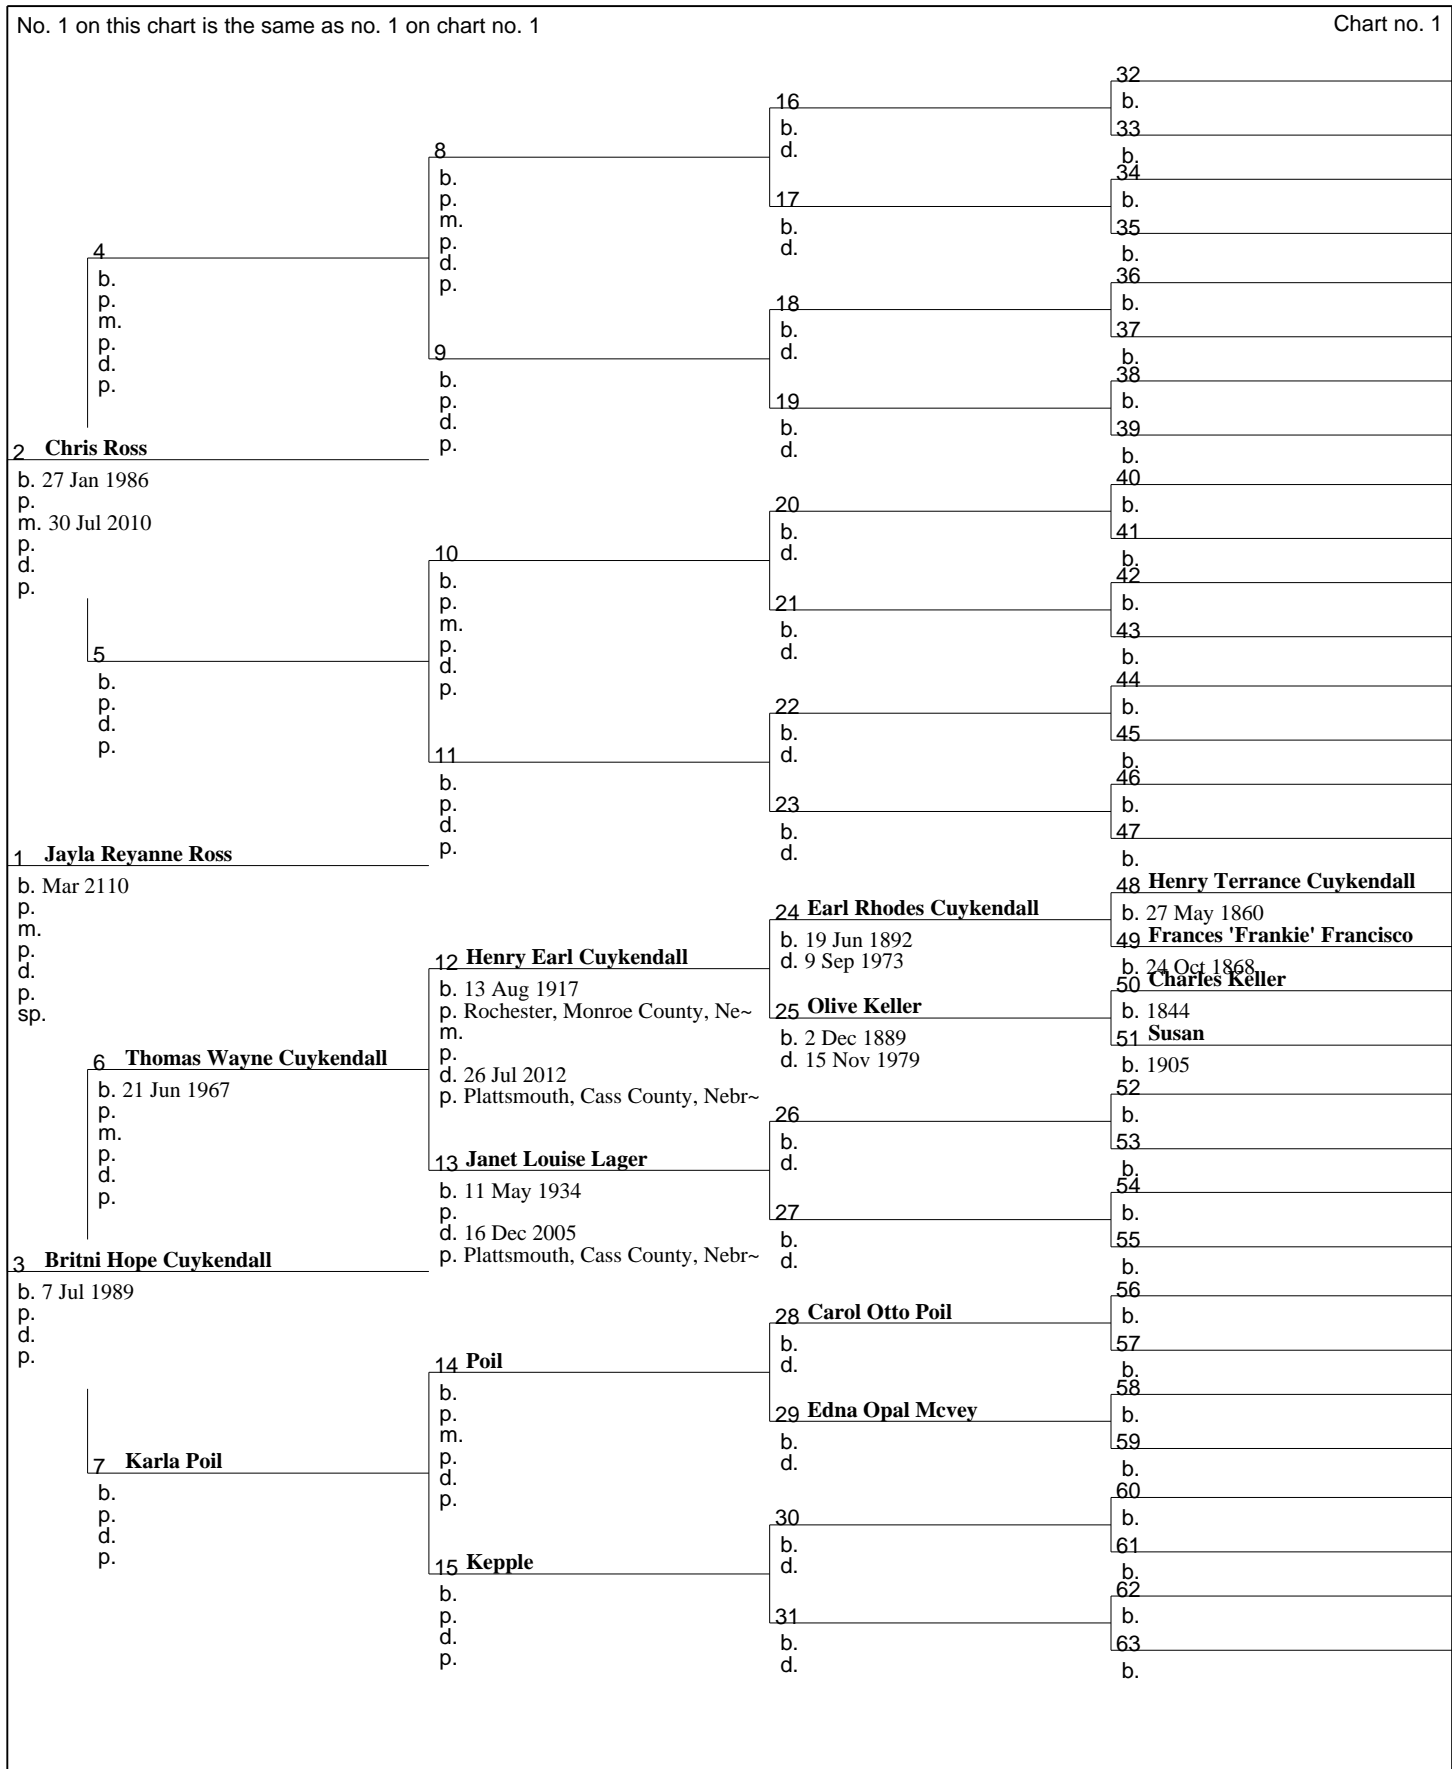 No. 1 on this chart is the same as no. 1 on chart no. 1
Chart no. 1
2 Chris Ross
b. 27 Jan 1986
p.
m. 30 Jul 2010
p.
d.
p.
1 Jayla Reyanne Ross
b. Mar 2110
p.
m.
p.
d.
p.
sp.
3 Britni Hope Cuykendall
b. 7 Jul 1989
p.
d.
p.
4
b.
p.
m.
p.
d.
p.
5
b.
p.
d.
p.
6 Thomas Wayne Cuykendall
b. 21 Jun 1967
p.
m.
p.
d.
p.
7 Karla Poil
b.
p.
d.
p.
8
b.
p.
m.
p.
d.
p.
9
b.
p.
d.
p.
10
b.
p.
m.
p.
d.
p.
11
b.
p.
d.
p.
12 Henry Earl Cuykendall
b. 13 Aug 1917
p. Rochester, Monroe County, Ne~
m.
p.
d. 26 Jul 2012
p. Plattsmouth, Cass County, Nebr~
13 Janet Louise Lager
b. 11 May 1934
p.
d. 16 Dec 2005
p. Plattsmouth, Cass County, Nebr~
14 Poil
b.
p.
m.
p.
d.
p.
15 Kepple
b.
p.
d.
p.
16
b.
d.
17
b.
d.
18
b.
d.
19
b.
d.
20
b.
d.
21
b.
d.
22
b.
d.
23
b.
d.
24 Earl Rhodes Cuykendall
b. 19 Jun 1892
d. 9 Sep 1973
25 Olive Keller
b. 2 Dec 1889
d. 15 Nov 1979
26
b.
d.
27
b.
d.
28 Carol Otto Poil
b.
d.
29 Edna Opal Mcvey
b.
d.
30
b.
d.
31
b.
d.
32
b.
33
b.
34
b.
35
b.
36
b.
37
b.
38
b.
39
b.
40
b.
41
b.
42
b.
43
b.
44
b.
45
b.
46
b.
47
b.
48 Henry Terrance Cuykendall
b. 27 May 1860
49 Frances 'Frankie' Francisco
b. 24 Oct 1868
50 Charles Keller
b. 1844
51 Susan
b. 1905
52
b.
53
b.
54
b.
55
b.
56
b.
57
b.
58
b.
59
b.
60
b.
61
b.
62
b.
63
b.